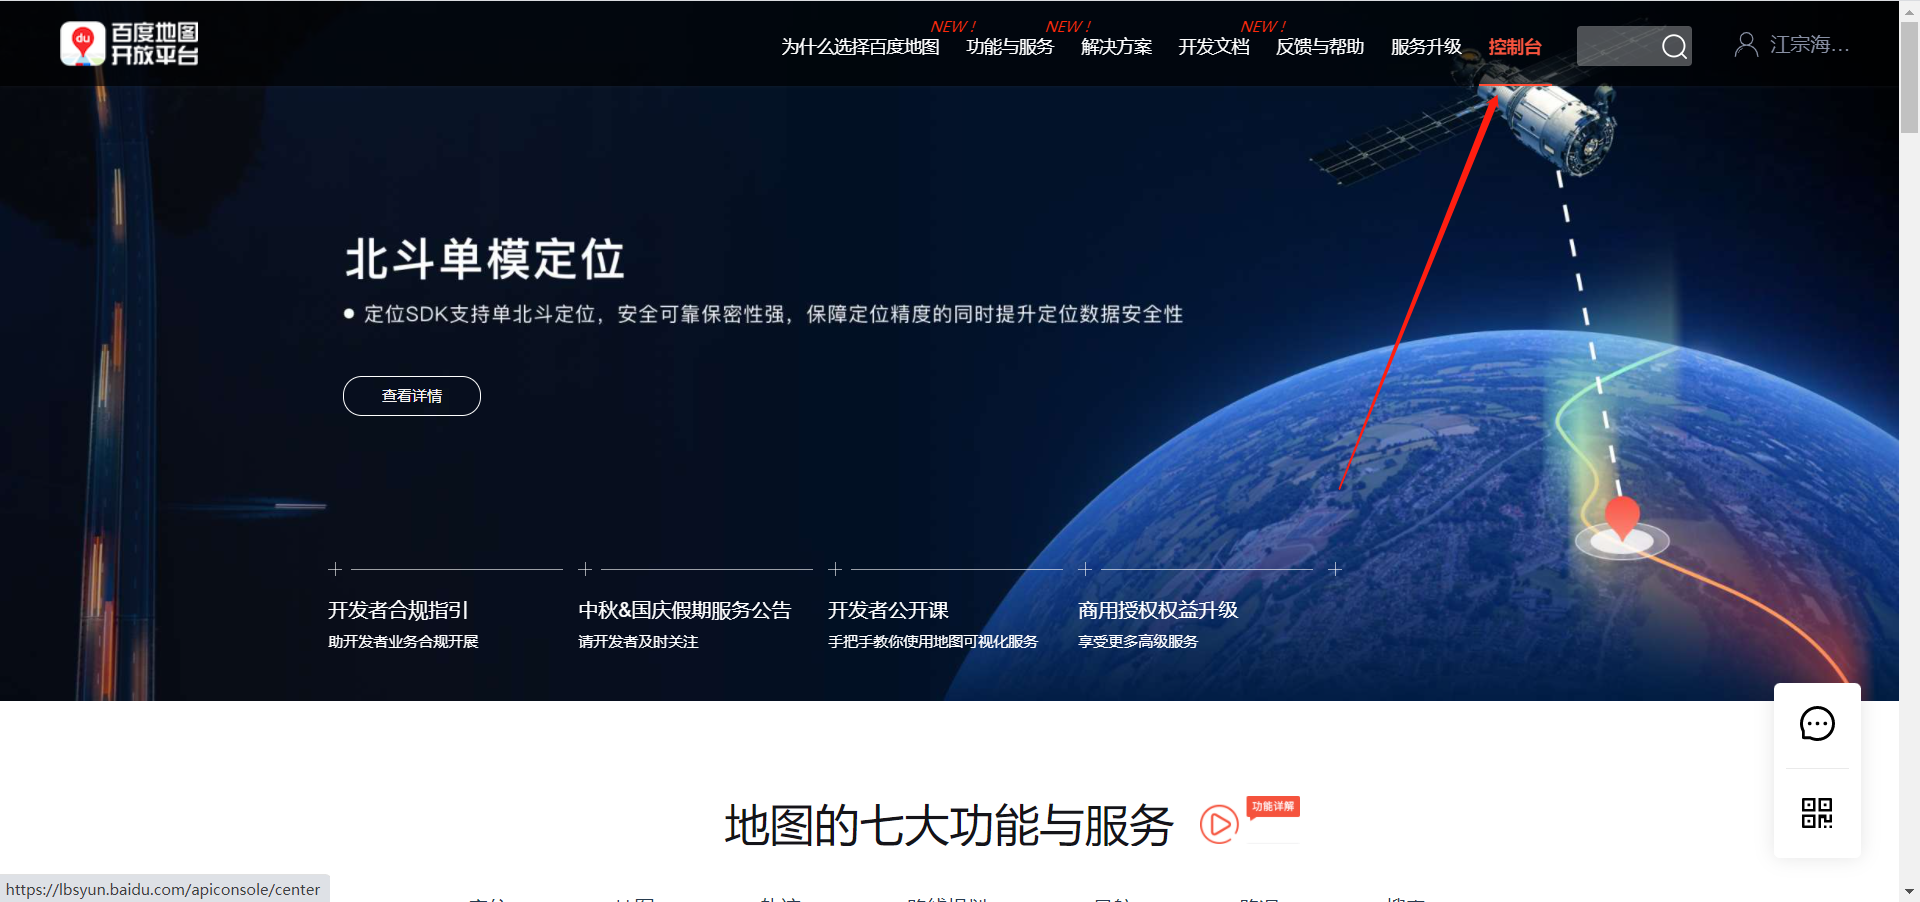 du 百度地图
开放平台
NEW！ NEW！ NEW！
为什么选择百度地图 功能与服务 解决方案 开发文档 反馈与帮助 服务升级 控制台 江宗海...
北斗单模定位
● 定位SDK支持单北斗定位，安全可靠保密性强，保障定位精度的同时提升定位数据安全性
查看详情
开发者合规指引 中秋&国庆假期服务公告 开发者公开课 商用授权权益升级
助开发者业务合规开展 请开发者及时关注 手把手教你使用地图可视化服务 享受更多高级服务
地图的七大功能与服务 功能详解
https://lbsyun.baidu.com/apiconsole/center